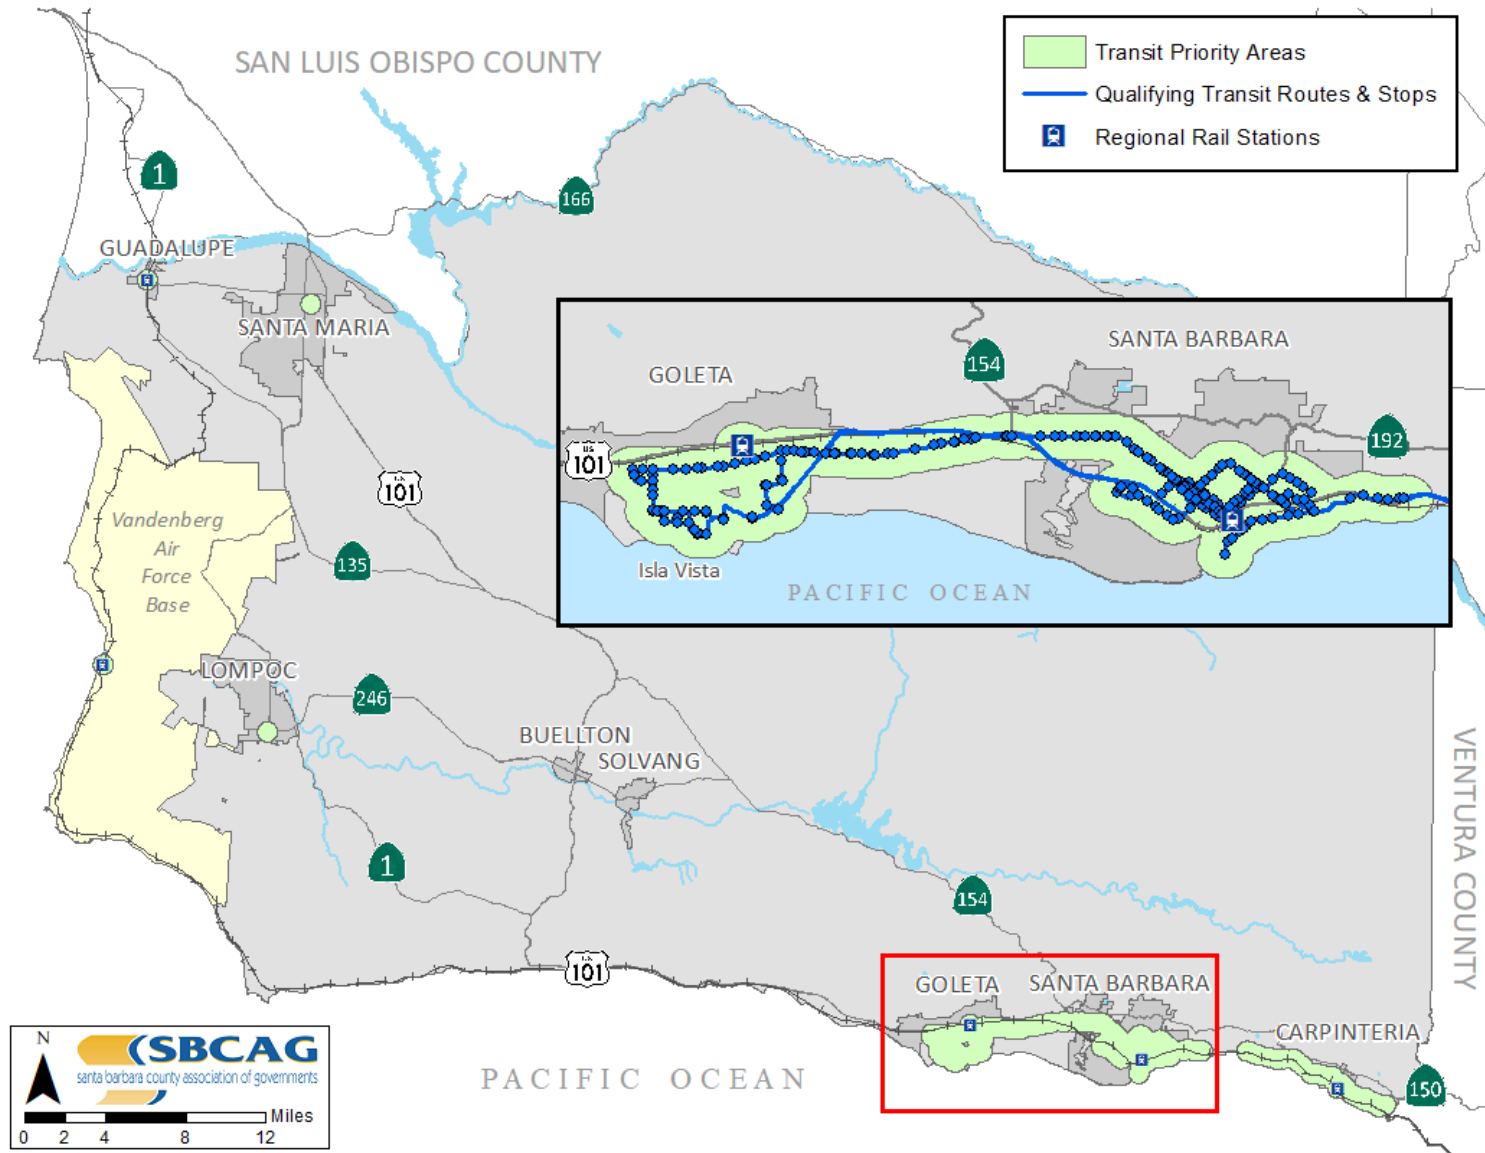 SAN LUIS OBISPO COUNTY
Transit Priority Areas
Qualifying Transit Routes & Stops
Regional Rail Stations
1
166
GUADALUPE
SANTA MARIA
SANTA BARBARA
154
GOLETA
192
US
101
Isla Vista
PACIFIC OCEAN
101
Vandenberg
Air
Force
Base
135
LOMPOC
246
BUELLTON
SOLVANG
VENTURA COUNTY
1
154
101
GOLETA
SANTA BARBARA
CARPINTERIA
150
PACIFIC OCEAN
N
SBCAG
santa barbara county association of governments
Miles
0 2 4 8 12